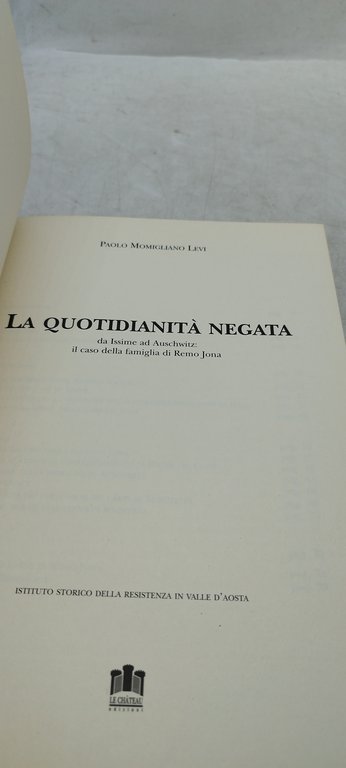 PAOLO MOMIGLIANO LEVI
LA QUOTIDIANITÀ NEGATA
da Issime ad Auschwitz:
il caso della famiglia di Remo Jona
ISTITUTO STORICO DELLA RESISTENZA IN VALLE D'AOSTA
LE CHÂTEAU
EDIZIONI